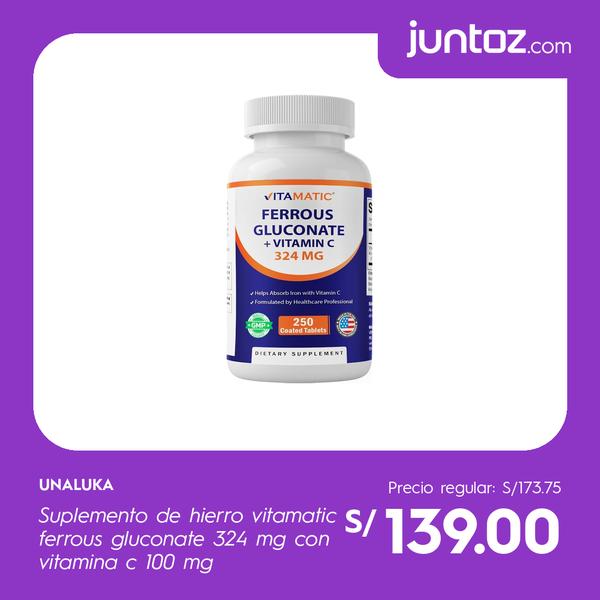 juntoz.com
VITAMATIC®
FERROUS
GLUCONATE
+ VITAMIN C
324 MG
✓ Helps Absorb Iron with Vitamin C
✓ Formulated by Healthcare Professional
GMP
250
Coated Tablets
DIETARY SUPPLEMENT
UNALUKA
Suplemento de hierro vitamatic
ferrous gluconate 324 mg con
vitamina c 100 mg
Precio regular: S/173.75
S/ 139.00